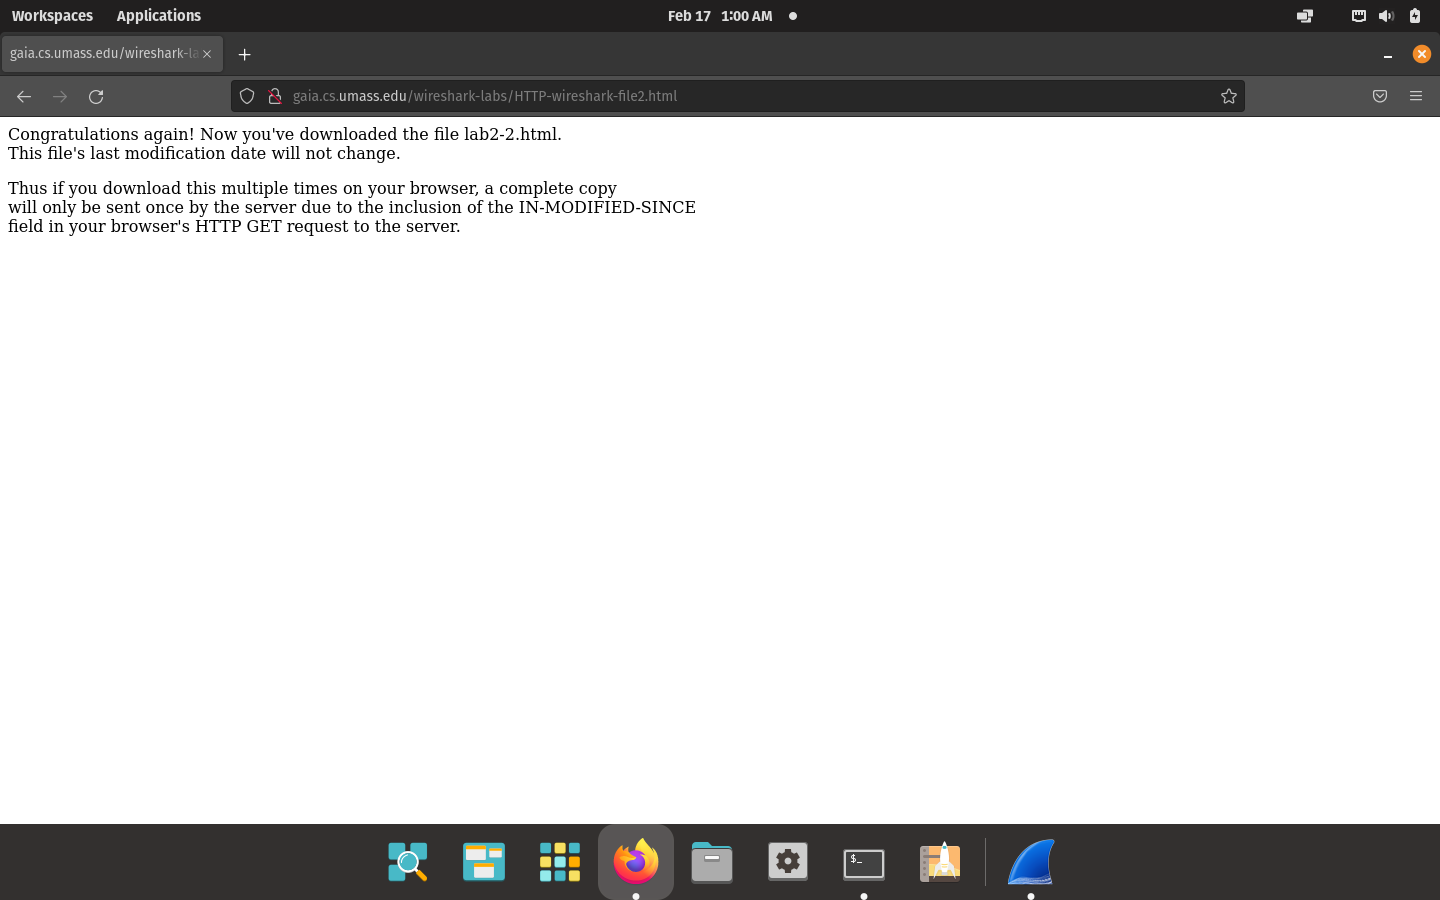 Workspaces Applications Feb 17 1:00 AM
gaia.cs.umass.edu/wireshark-la
gaia.cs.umass.edu/wireshark-labs/HTTP-wireshark-file2.html
Congratulations again! Now you've downloaded the file lab2-2.html.
This file's last modification date will not change.
Thus if you download this multiple times on your browser, a complete copy
will only be sent once by the server due to the inclusion of the IN-MODIFIED-SINCE
field in your browser's HTTP GET request to the server.
$_